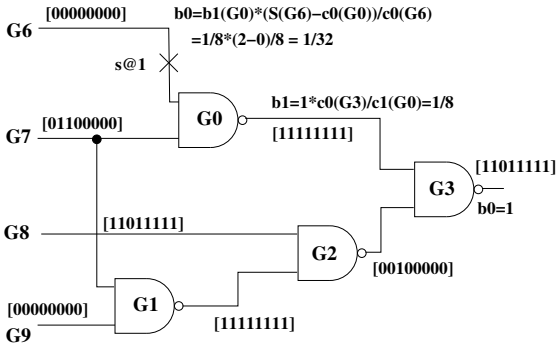 [00000000]
b0=b1(G0)*(S(G6)−c0(G0))/c0(G6)
G6
=1/8*(2−0)/8 = 1/32
s@1
[01100000]
G0
b1=1*c0(G3)/c1(G0)=1/8
G7
[11111111]
[11011111]
G3
b0=1
[11011111]
G8
G2
[00100000]
[00000000]
G1
[11111111]
G9